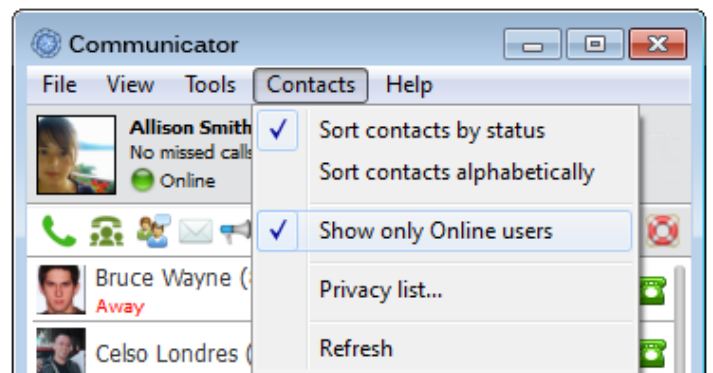 Communicator
File View Tools Contacts Help
Allison Smith
No missed calls
Online
Sort contacts by status
Sort contacts alphabetically
Show only Online users
Bruce Wayne (
Away
Privacy list...
Celso Londres (
Refresh